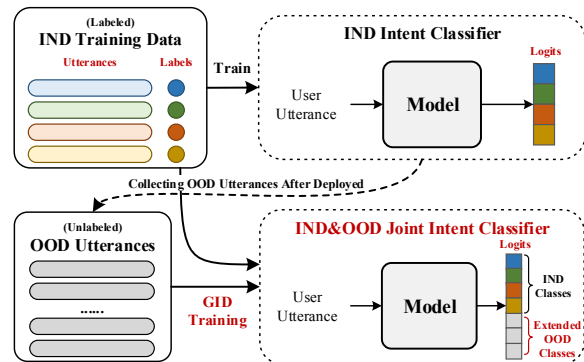 (Labeled)
IND Training Data
Utterances
Labels
Train
IND Intent Classifier
Logits
User
Utterance
Model
Collecting OOD Utterances After Deployed
(Unlabeled)
OOD Utterances
......
GID
Training
IND&OOD Joint Intent Classifier
Logits
User
Utterance
Model
IND
Classes
Extended
OOD
Classes